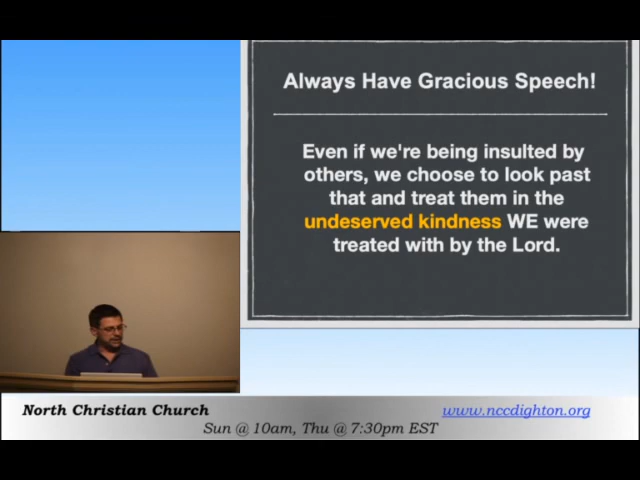 Always Have Gracious Speech!
Even if we're being insulted by
others, we choose to look past
that and treat them in the
undeserved kindness WE were
treated with by the Lord.
North Christian Church
www.nccdighton.org
Sun @ 10am, Thu @ 7:30pm EST